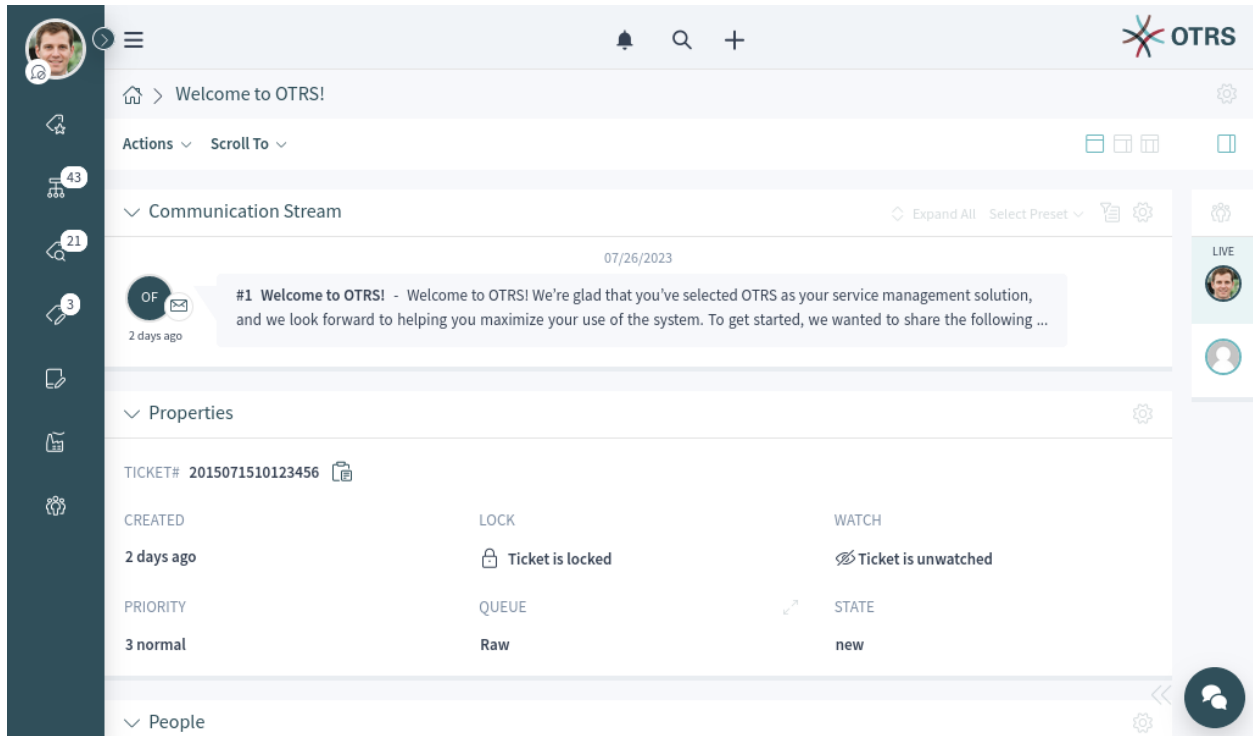 OTRS
Welcome to OTRS!
Actions Scroll To
43
21
3
Communication Stream
Expand All Select Preset
LIVE
07/26/2023
OF
2 days ago
#1 Welcome to OTRS! - Welcome to OTRS! We're glad that you've selected OTRS as your service management solution,
and we look forward to helping you maximize your use of the system. To get started, we wanted to share the following ...
Properties
TICKET# 2015071510123456
CREATED LOCK WATCH
2 days ago Ticket is locked Ticket is unwatched
PRIORITY QUEUE STATE
3 normal Raw new
People